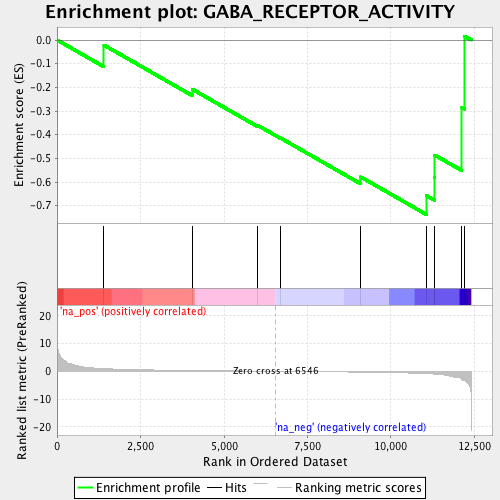 Enrichment plot: GABA_RECEPTOR_ACTIVITY
Enrichment score (ES)
0.0
-0.1
-0.2
-0.3
-0.4
-0.5
-0.6
-0.7
'na_pos' (positively correlated)
Ranked list metric (PreRanked)
20
10
0
-10
-20
Zero cross at 6546
'na_neg' (negatively correlated)
0 2,500 5,000 7,500 10,000 12,500
Rank in Ordered Dataset
Enrichment profile Hits Ranking metric scores